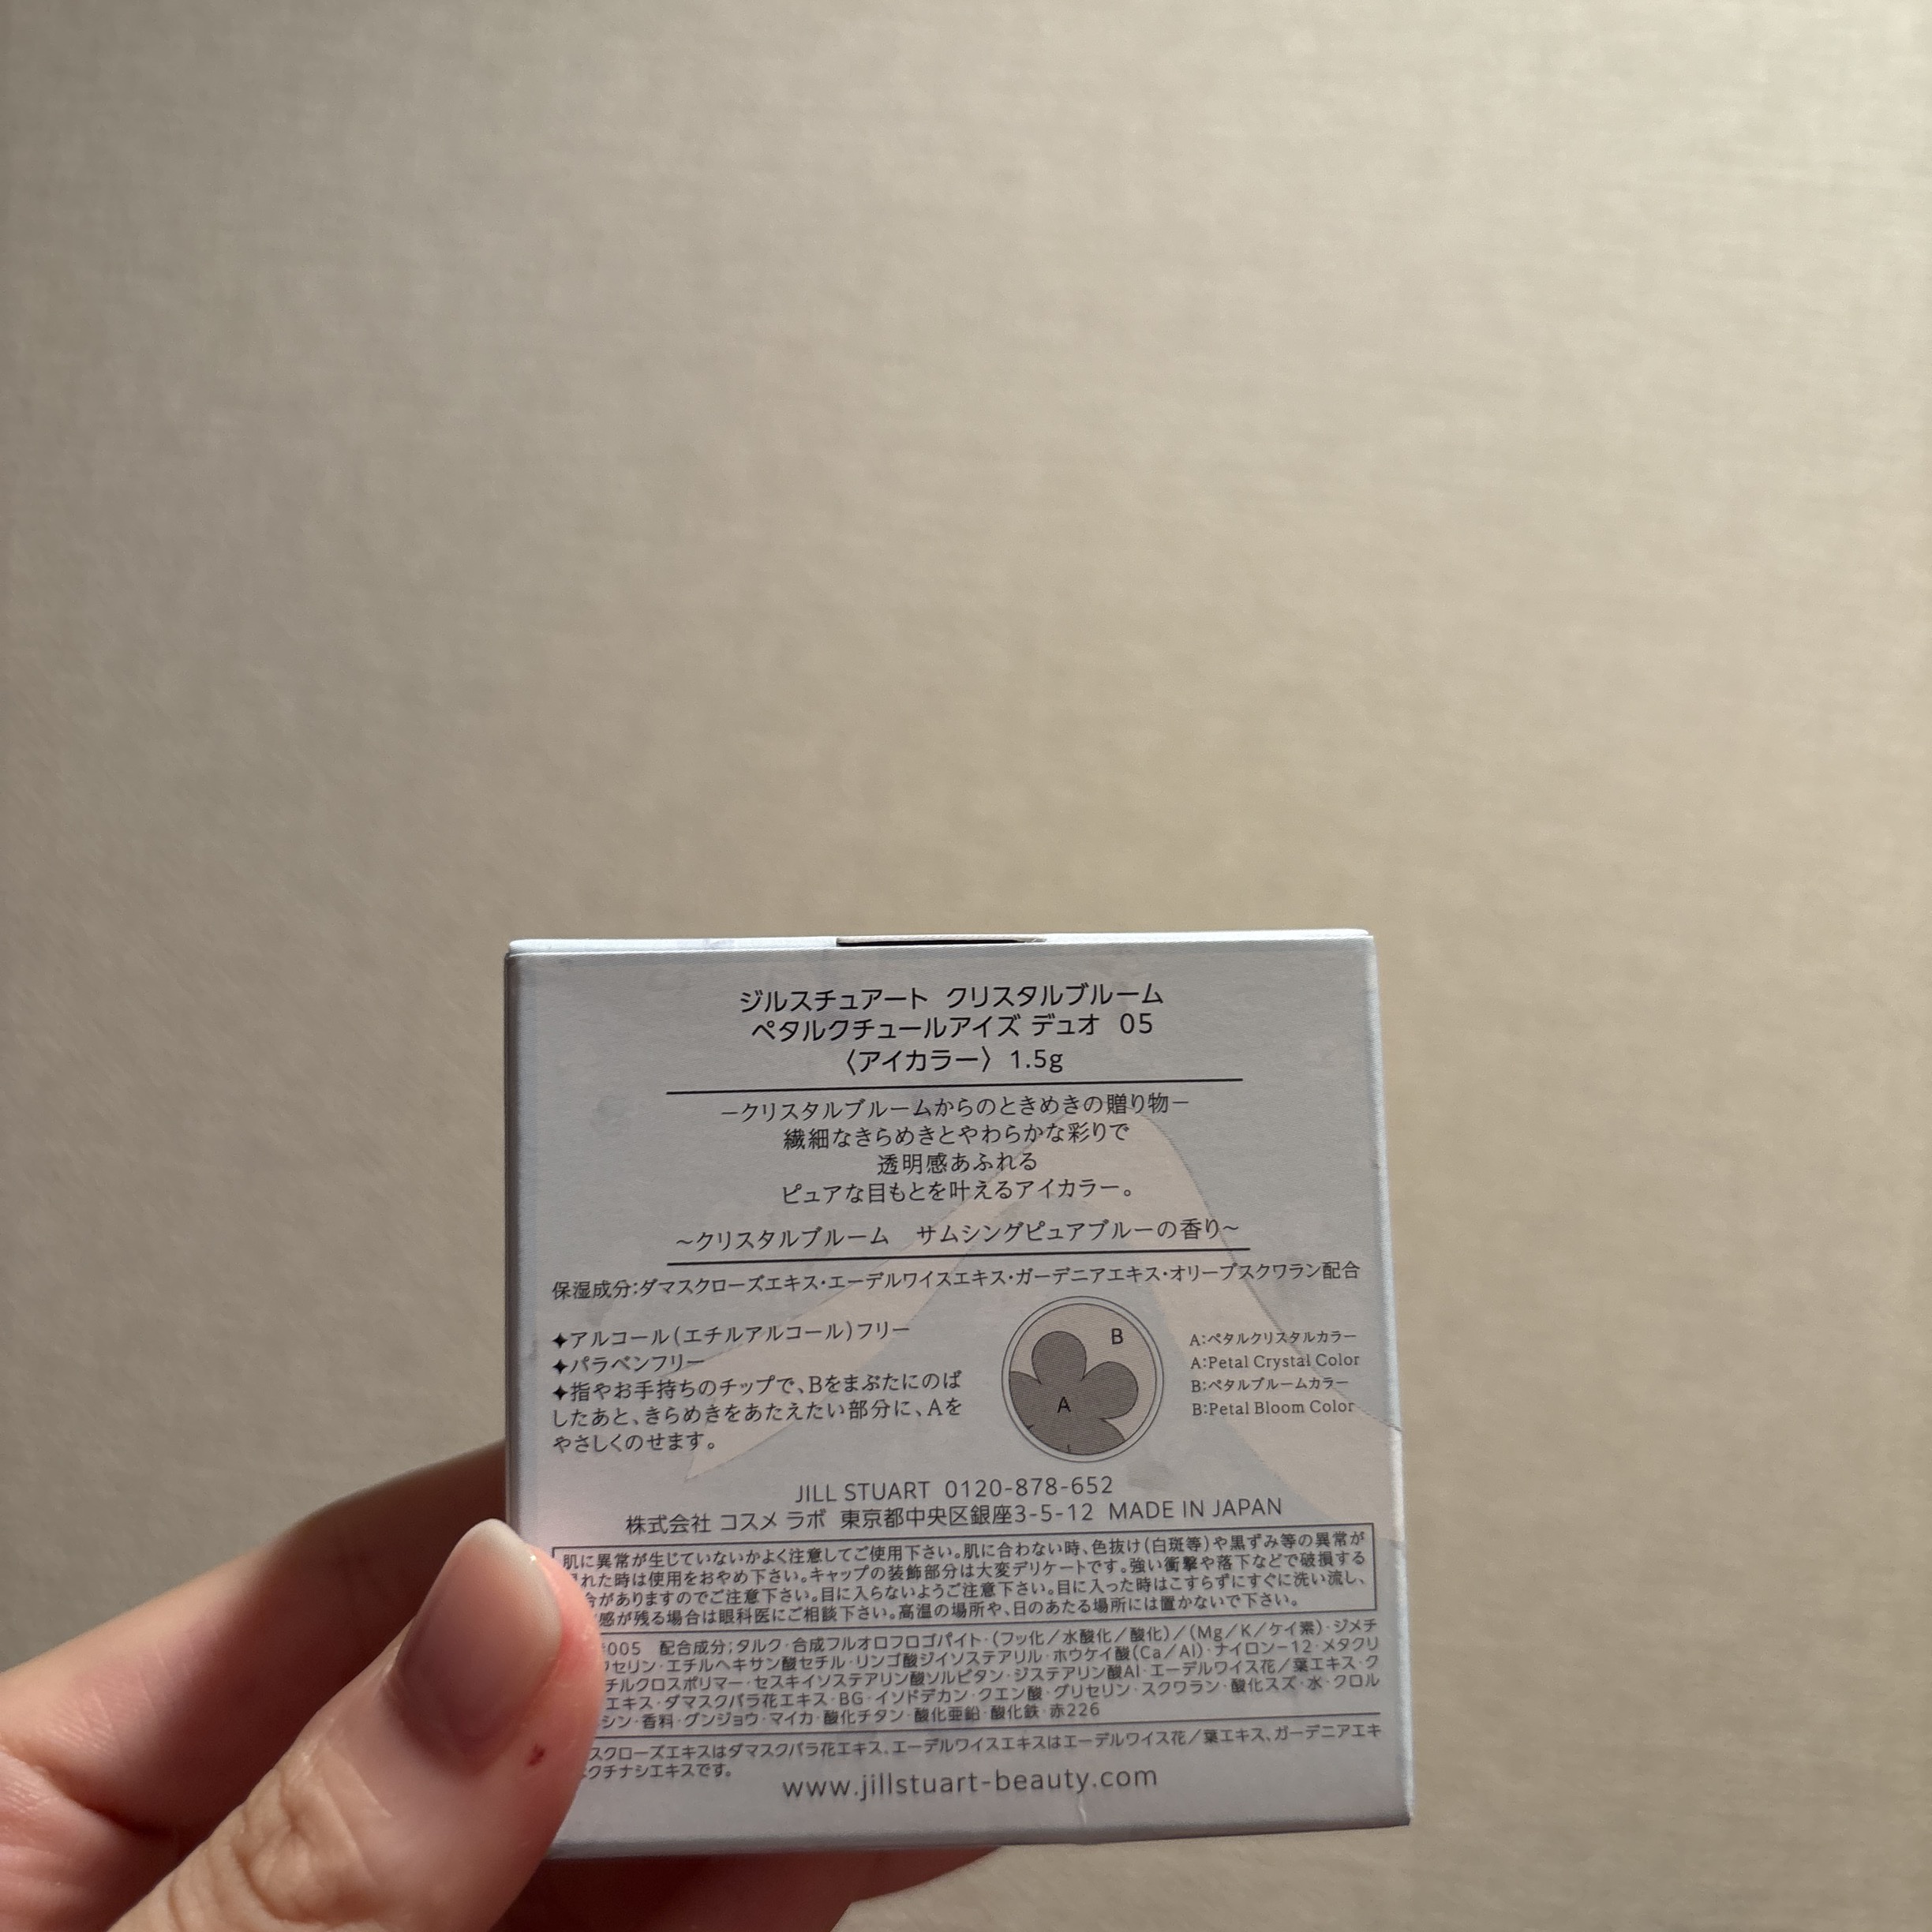 ジルスチュアート クリスタルブルーム
ペタルクチュールアイズ デュオ 05
〈アイカラー〉 1.5g
−クリスタルブルームからのときめきの贈り物−
繊細なきらめきとやわらかな彩りで
透明感あふれる
ピュアな目もとを叶えるアイカラー。
~クリスタルブルーム サムシングピュアブルーの香り~
保湿成分;ダマスクローズエキス・エーデルワイスエキス・ガーデニアエキス・オリーブスクワラン配合
✦アルコール(エチルアルコール)フリー
✦パラベンフリー
✦指やお手持ちのチップで、Bをまぶたにのば
したあと、きらめきをあたえたい部分に、Aを
やさしくのせます。
B
A
A:ペタルクリスタルカラー
A:Petal Crystal Color
B:ペタルブルームカラー
B:Petal Bloom Color
JILL STUART 0120-878-652
株式会社 コスメ ラボ 東京都中央区銀座3-5-12 MADE IN JAPAN
肌に異常が生じていないかよく注意してご使用下さい。肌に合わない時、色抜け(白斑等)や黒ずみ等の異常が
れた時は使用をおやめ下さい。キャップの装飾部分は大変デリケートです。強い衝撃や落下などで破損する
合がありますのでご注意下さい。目に入らないようご注意下さい。目に入った時はこすらずにすぐに洗い流し、
感が残る場合は眼科医にご相談下さい。高温の場所や、日のあたる場所には置かないで下さい。
005 配合成分;タルク・合成フルオロフロゴパイト・(フッ化/水酸化/酸化)/(Mg/K/ケイ素)・ジメチ
セリン・エチルヘキサン酸セチル・リンゴ酸ジイソステアリル・ホウケイ酸(Ca/Al)・ナイロン−12・メタクリ
チルクロスポリマー・セスキイソステアリン酸ソルビタン・ジステアリン酸Al・エーデルワイス花/葉エキス・ク
エキス・ダマスクバラ花エキス・BG・イソドデカン・クエン酸・グリセリン・スクワラン・酸化スズ・水・クロル
シン・香料・グンジョウ・マイカ・酸化チタン・酸化亜鉛・酸化鉄・赤226
スクローズエキスはダマスクバラ花エキス、エーデルワイスエキスはエーデルワイス花/葉エキス、ガーデニアエキ
クチナシエキスです。
www.jillstuart-beauty.com